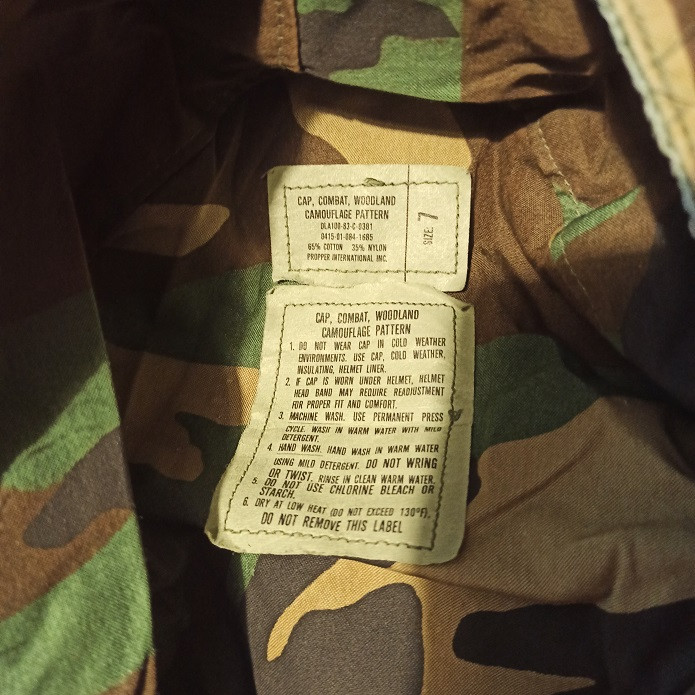 CAP, COMBAT, WOODLAND
CAMOUFLAGE PATTERN
DLA100-83-C-0381
0415-01-084-1685
65% COTTON 35% NYLON
PROPPER INTERNATIONAL INC.
SIZE: 7
CAP, COMBAT, WOODLAND
CAMOUFLAGE PATTERN
1. DO NOT WEAR CAP IN COLD WEATHER
ENVIRONMENTS. USE CAP, COLD WEATHER,
INSULATING, HELMET LINER.
2. IF CAP IS WORN UNDER HELMET, HELMET
HEAD BAND MAY REQUIRE READJUSTMENT
FOR PROPER FIT AND COMFORT.
3. MACHINE WASH. USE PERMANENT PRESS
CYCLE. WASH IN WARM WATER WITH MILD
DETERGENT.
4. HAND WASH. HAND WASH IN WARM WATER
USING MILD DETERGENT. DO NOT WRING
OR TWIST. RINSE IN CLEAN WARM WATER.
5. DO NOT USE CHLORINE BLEACH OR
STARCH.
6. DRY AT LOW HEAT (DO NOT EXCEED 130°F).
DO NOT REMOVE THIS LABEL